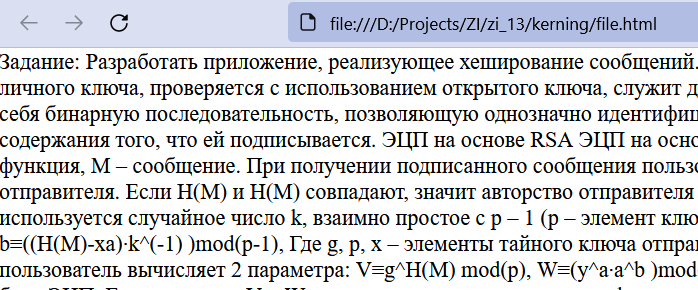 file:///D:/Projects/ZI/zi_13/kerning/file.html
Задание: Разработать приложение, реализующее хеширование сообщений.
личного ключа, проверяется с использованием открытого ключа, служит д
себя бинарную последовательность, позволяющую однозначно идентифиц
содержания того, что ей подписывается. ЭЦП на основе RSA ЭЦП на осно
функция, M – сообщение. При получении подписанного сообщения пользо
отправителя. Если H(M) и H(M) совпадают, значит авторство отправителя
используется случайное число k, взаимно простое с p – 1 (p – элемент клю
b≡((H(M)-xa)∙k^(-1) )mod(p-1), Где g, p, x – элементы тайного ключа отпра
пользователь вычисляет 2 параметра: V≡g^H(M) mod(p), W≡(y^a∙a^b )mod